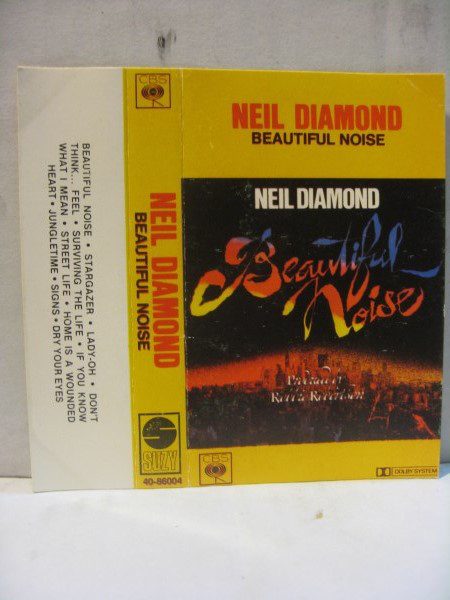 BEAUTIFUL NOISE • STARGAZER • LADY-OH • DON'T
THINK... FEEL • SURVIVING THE LIFE • IF YOU KNOW
WHAT I MEAN • STREET LIFE • HOME IS A WOUNDED
HEART • JUNGLETIME • SIGNS • DRY YOUR EYES
CBS
NEIL DIAMOND
BEAUTIFUL NOISE
SUZY
40-86004
NEIL DIAMOND
BEAUTIFUL NOISE
NEIL DIAMOND
Beautiful
Noise
Produced by
Robbie Robertson
CBS
DOLBY SYSTEM